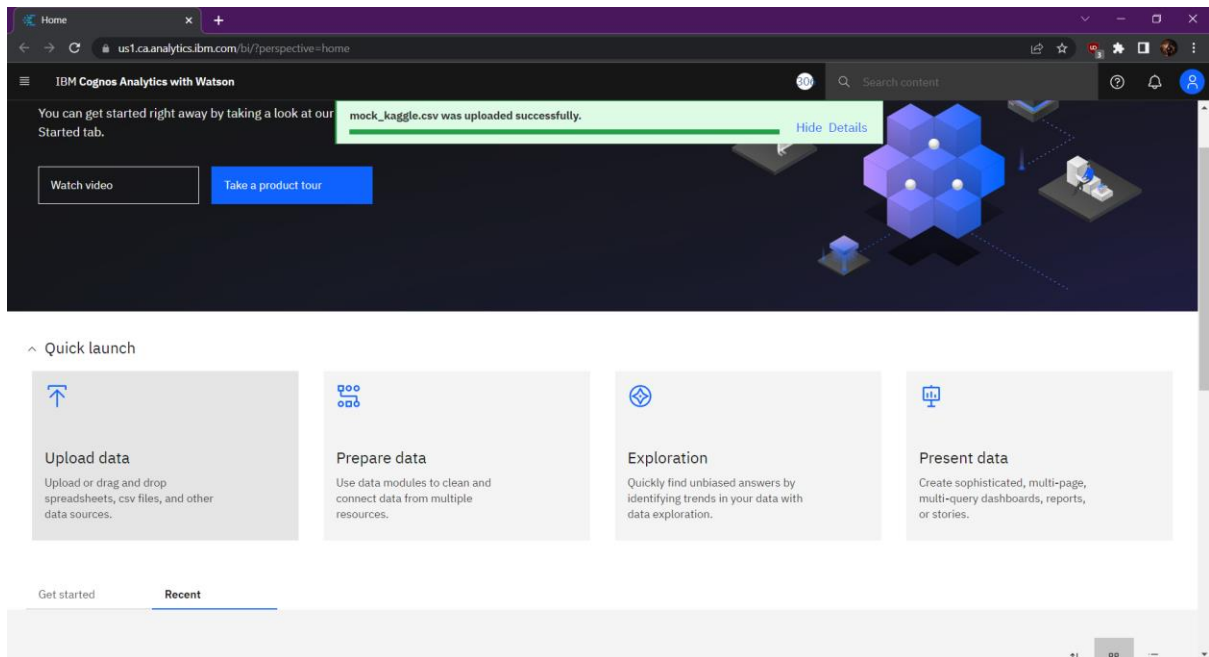 Home
us1.ca.analytics.ibm.com/bi/?perspective=home
3
IBM Cognos Analytics with Watson
Search content
You can get started right away by taking a look at our
Started tab.
mock_kaggle.csv was uploaded successfully.
Hide Details
Watch video
Take a product tour
Quick launch
Upload data
Upload or drag and drop
spreadsheets, csv files, and other
data sources.
Prepare data
Use data modules to clean and
connect data from multiple
resources.
Exploration
Quickly find unbiased answers by
identifying trends in your data with
data exploration.
Present data
Create sophisticated, multi-page,
multi-query dashboards, reports,
or stories.
Get started
Recent